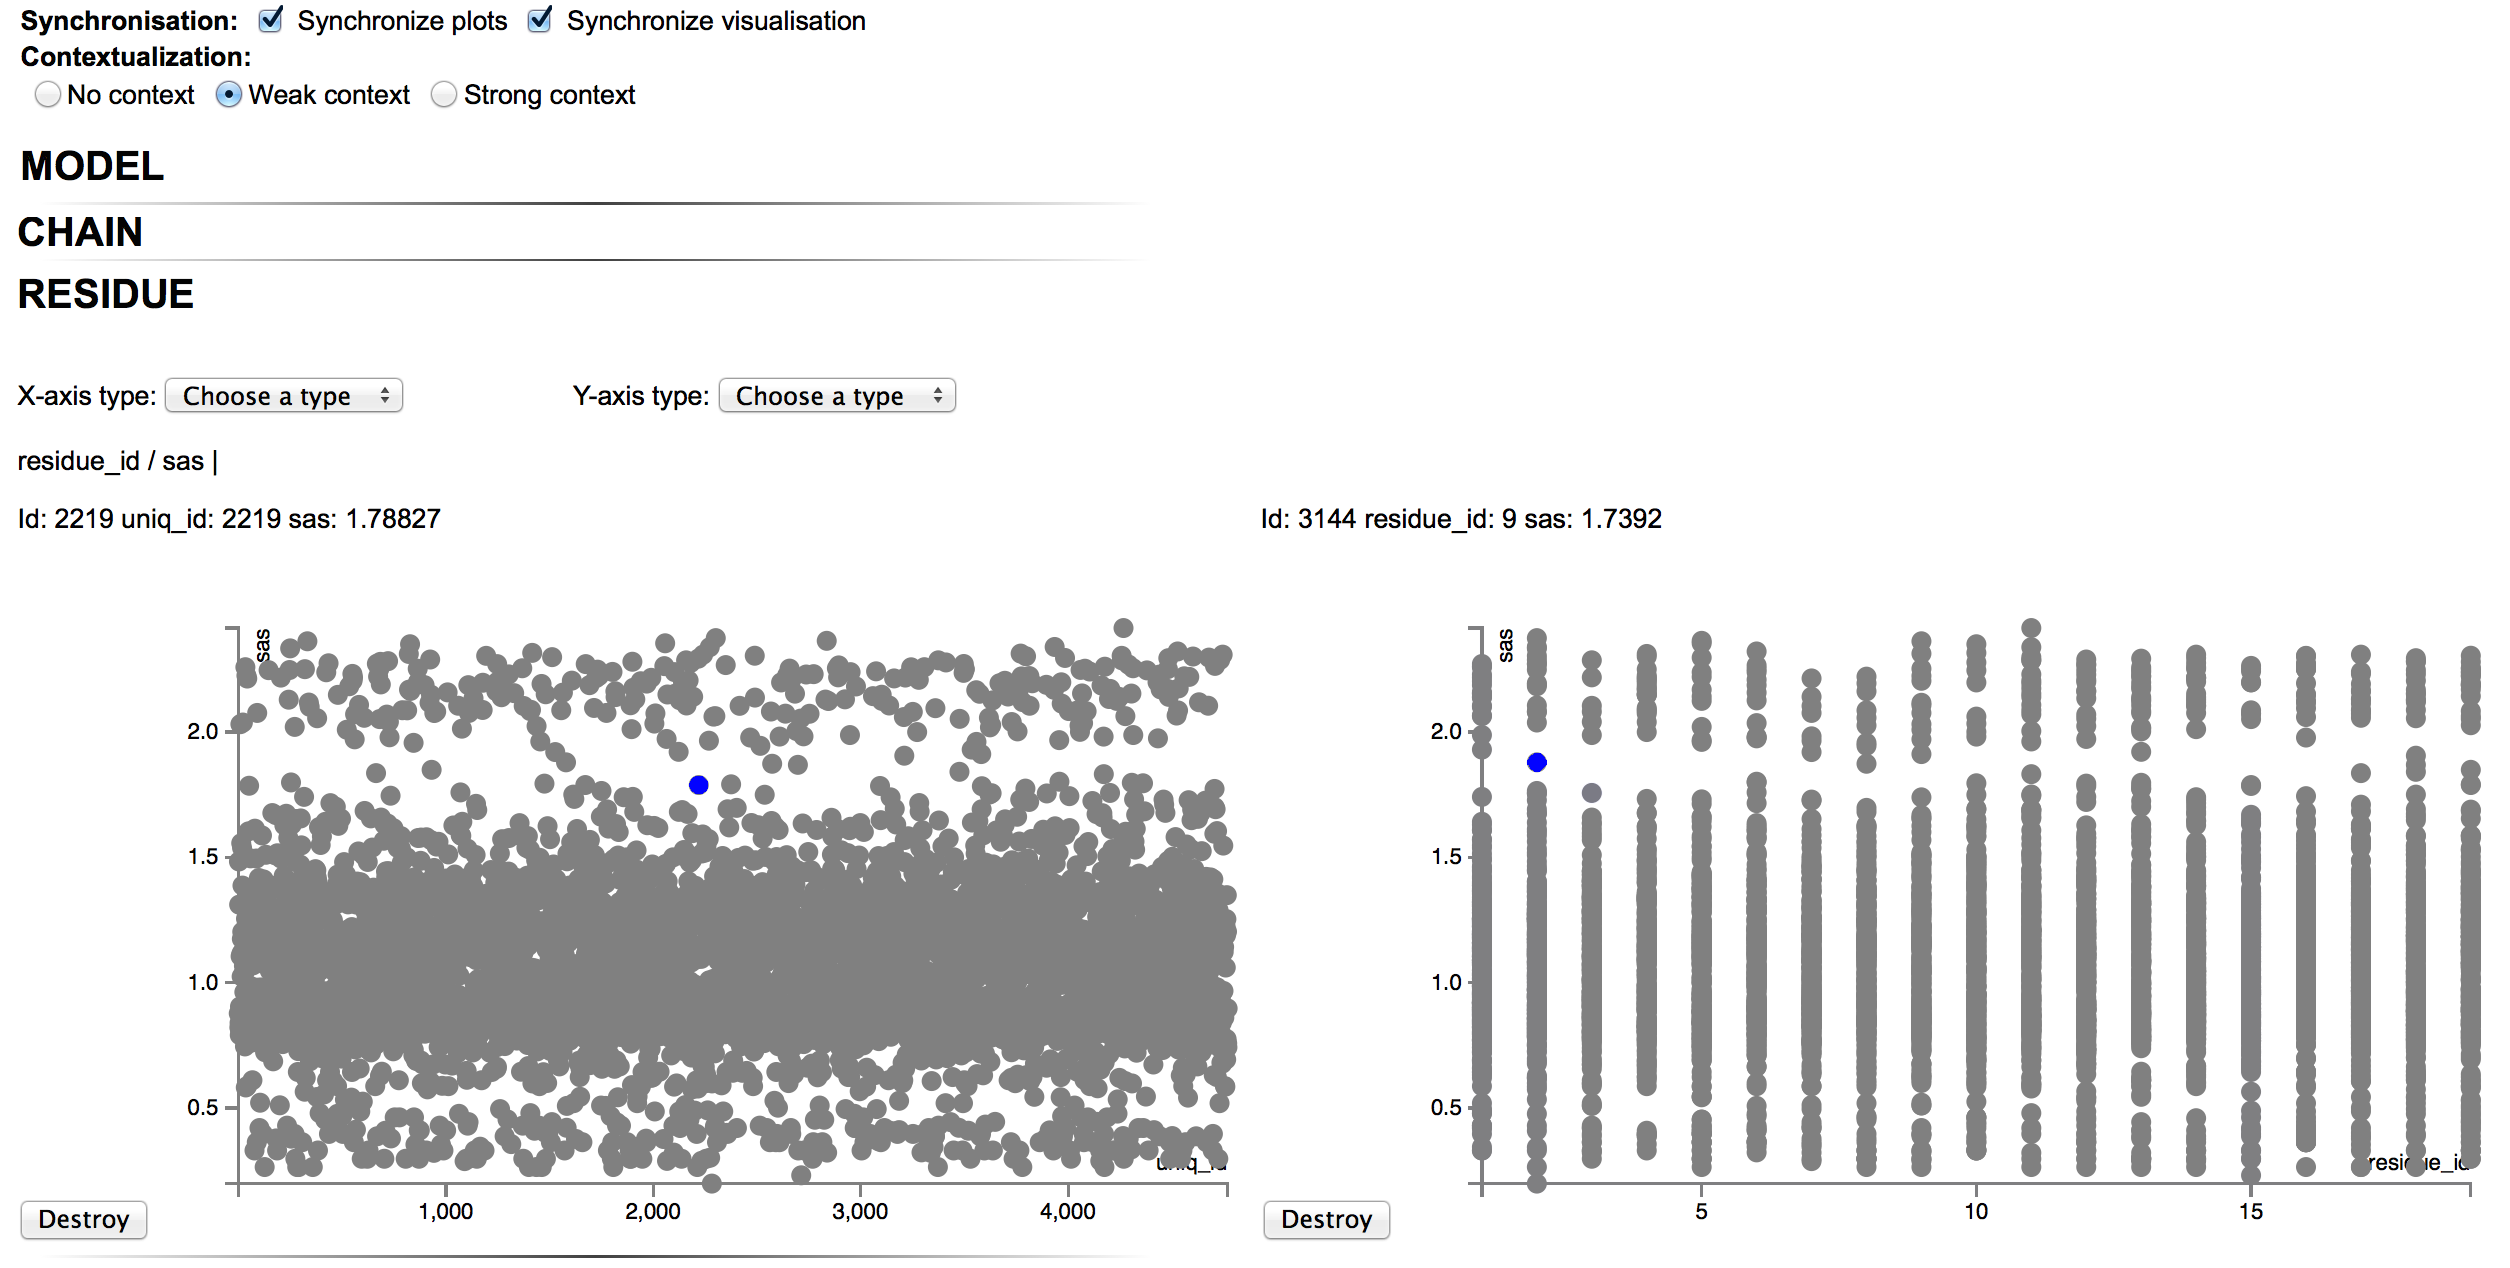 Synchronisation: Synchronize plots Synchronize visualisation
Contextualization:
No context Weak context Strong context
MODEL
CHAIN
RESIDUE
X-axis type: Choose a type Y-axis type: Choose a type
residue_id / sas |
Id: 2219 uniq_id: 2219 sas: 1.78827
Id: 3144 residue_id: 9 sas: 1.7392
sas
2.0
1.5
1.0
0.5
uniq_id
1,000 2,000 3,000 4,000
Destroy
sas
2.0
1.5
1.0
0.5
residue_id
5 10 15
Destroy